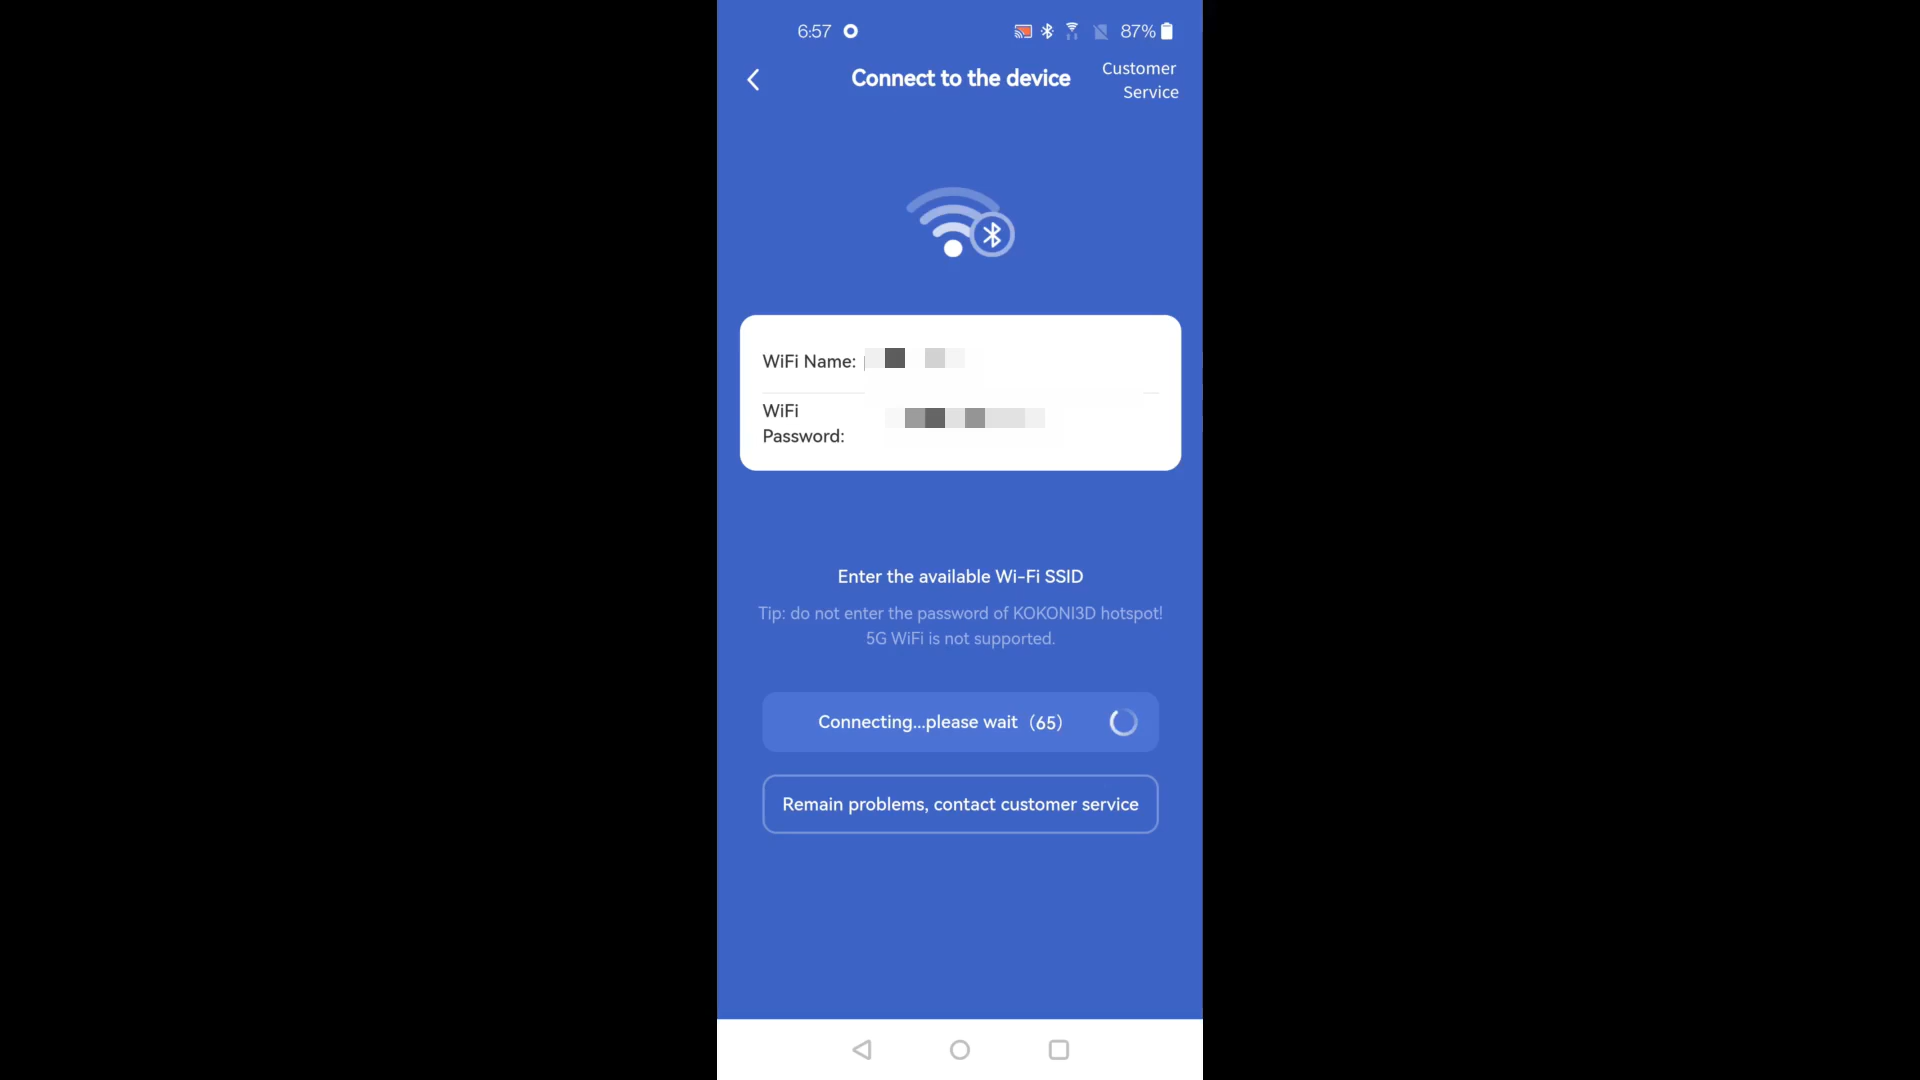 6:57
87%
Connect to the device
Customer
Service
WiFi Name:
WiFi
Password:
Enter the available Wi-Fi SSID
Tip: do not enter the password of KOKONI3D hotspot!
5G WiFi is not supported.
Connecting...please wait（65）
Remain problems, contact customer service